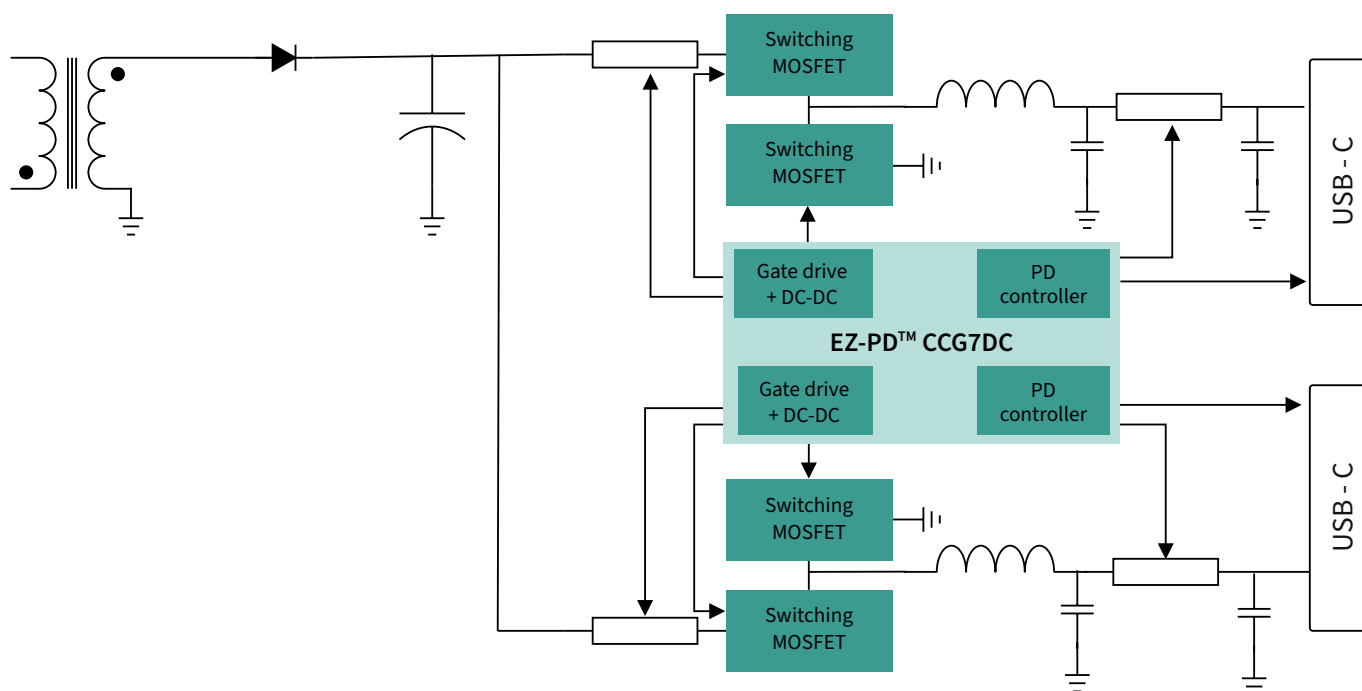 Switching
MOSFET
Switching
MOSFET
USB - C
Gate drive
+ DC-DC
PD
controller
EZ-PD™ CCG7DC
Gate drive
+ DC-DC
PD
controller
USB - C
Switching
MOSFET
Switching
MOSFET